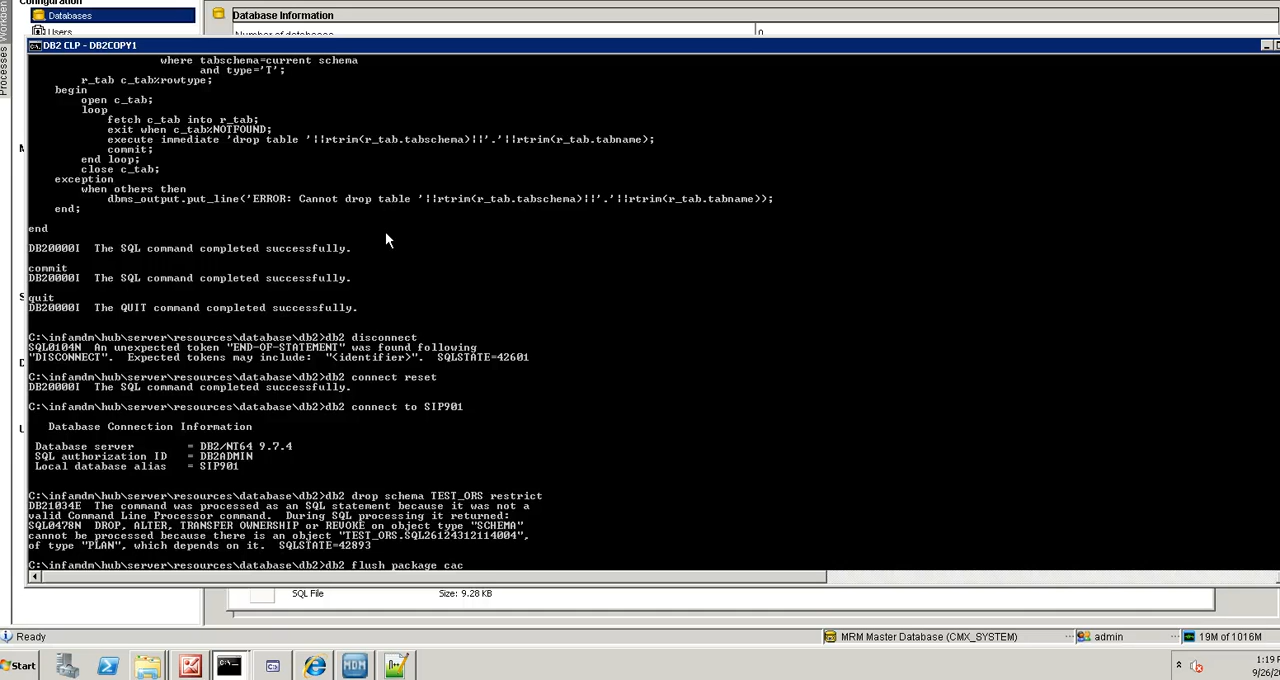 Configuration
Databases
Database Information
Users
Number of databases
0
Processes
Workben
DB2 CLP - DB2COPY1
where tabschema=current schema
and type='T';
r_tab c_tab%rowtype;
begin
open c_tab;
loop
fetch c_tab into r_tab;
exit when c_tab%NOTFOUND;
execute immediate 'drop table '||rtrim(r_tab.tabschema)||'.'||rtrim(r_tab.tabname);
commit;
end loop;
close c_tab;
exception
when others then
dbms_output.put_line('ERROR: Cannot drop table '||rtrim(r_tab.tabschema)||'.'||rtrim(r_tab.tabname));
end;
end
DB20000I  The SQL command completed successfully.
commit
DB20000I  The SQL command completed successfully.
quit
DB20000I  The QUIT command completed successfully.
C:\infamdm\hub\server\resources\database\db2>db2 disconnect
SQL0104N  An unexpected token "END-OF-STATEMENT" was found following
"DISCONNECT".  Expected tokens may include:  "<identifier>".  SQLSTATE=42601
C:\infamdm\hub\server\resources\database\db2>db2 connect reset
DB20000I  The SQL command completed successfully.
C:\infamdm\hub\server\resources\database\db2>db2 connect to SIP901
Database Connection Information
Database server        = DB2/NT64 9.7.4
SQL authorization ID   = DB2ADMIN
Local database alias   = SIP901
C:\infamdm\hub\server\resources\database\db2>db2 drop schema TEST_ORS restrict
DB21034E  The command was processed as an SQL statement because it was not a
valid Command Line Processor command.  During SQL processing it returned:
SQL0478N  DROP, ALTER, TRANSFER OWNERSHIP or REVOKE on object type "SCHEMA"
cannot be processed because there is an object "TEST_ORS.SQL26124312114004",
of type "PLAN", which depends on it.  SQLSTATE=42893
C:\infamdm\hub\server\resources\database\db2>db2 flush package cac
SQL File
Size: 9.28 KB
Ready
MRM Master Database (CMX_SYSTEM)
admin
19M of 1016M
Start
MDM
1:19 P
9/26/2